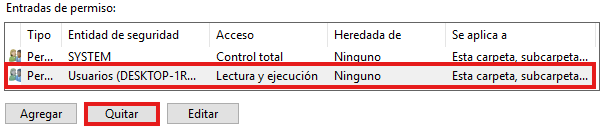 Entradas de permiso:
Tipo Entidad de seguridad Acceso Heredada de Se aplica a
Per... SYSTEM Control total Ninguno Esta carpeta, subcarpeta...
Per... Usuarios (DESKTOP-1R... Lectura y ejecución Ninguno Esta carpeta, subcarpeta...
Agregar Quitar Editar